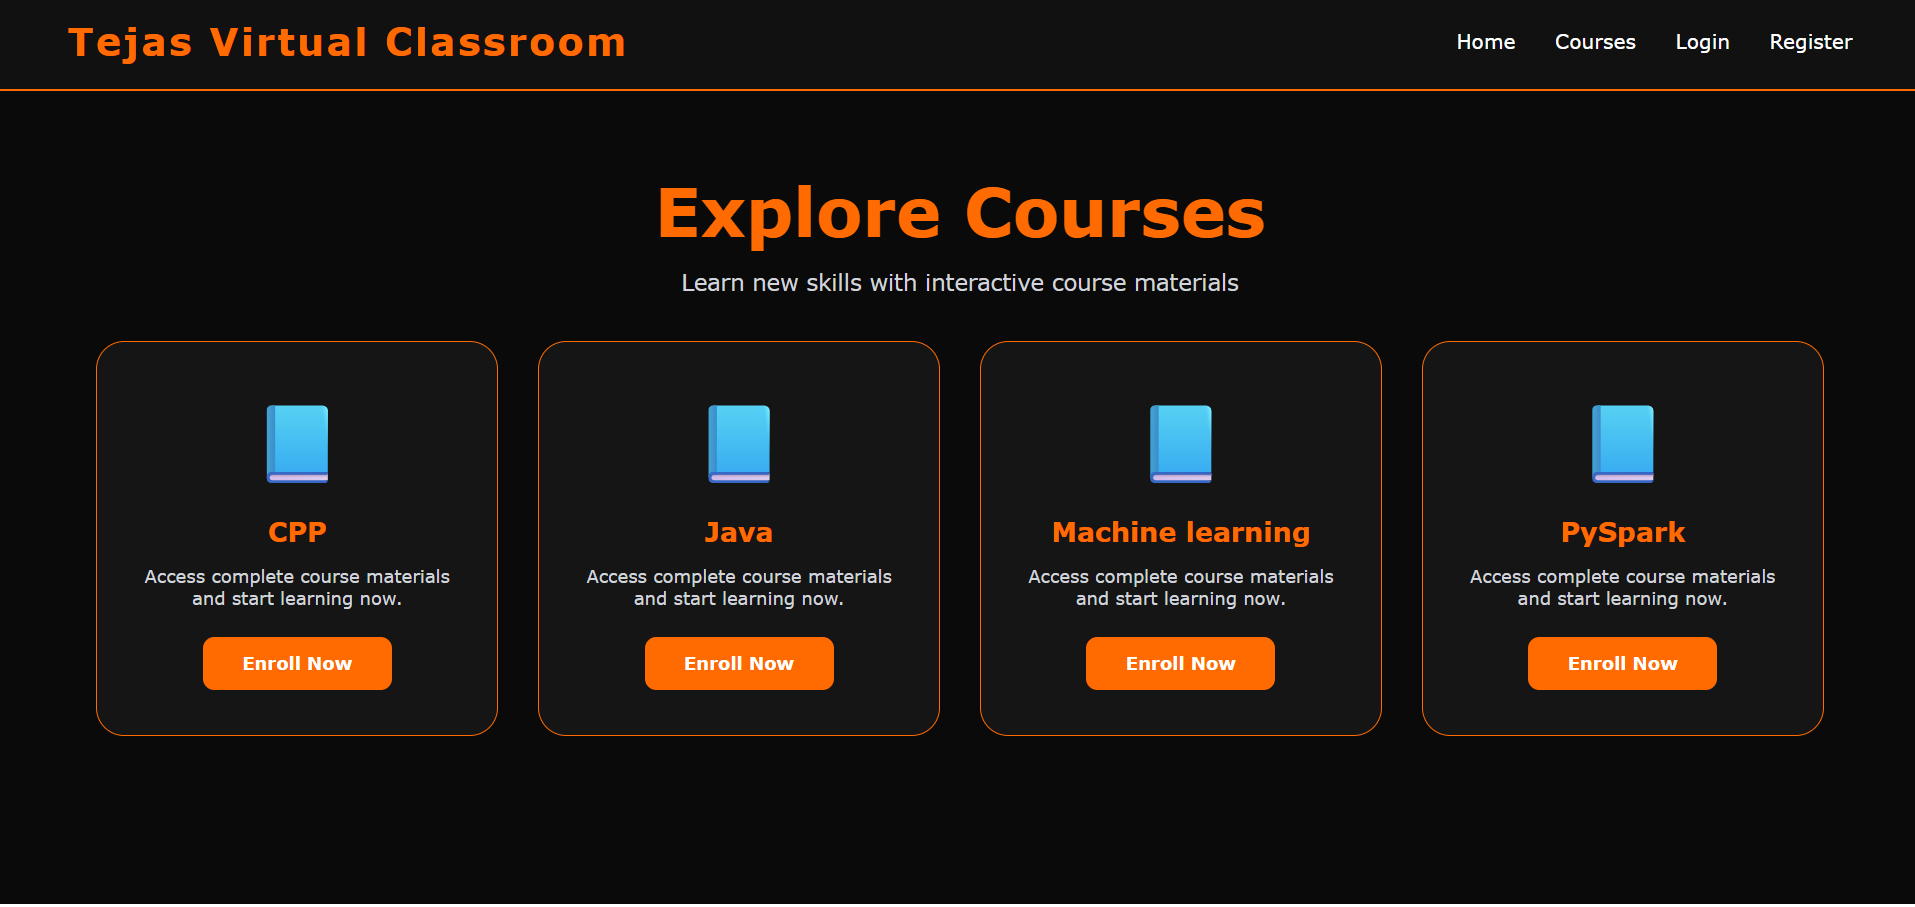 Tejas Virtual Classroom
Home
Courses
Login
Register
Explore Courses
Learn new skills with interactive course materials
CPP
Access complete course materials
and start learning now.
Enroll Now
Java
Access complete course materials
and start learning now.
Enroll Now
Machine learning
Access complete course materials
and start learning now.
Enroll Now
PySpark
Access complete course materials
and start learning now.
Enroll Now